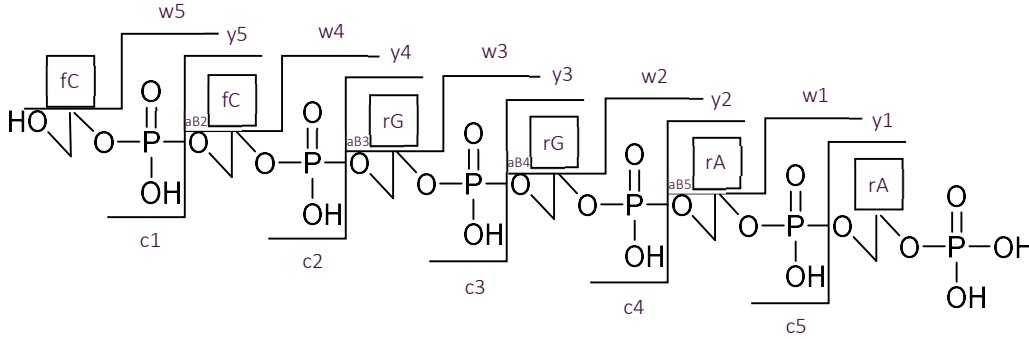 w5
y5
w4
y4
w3
y3
w2
y2
w1
y1
fC
fC
rG
rG
rA
rA
HO
O
P
O
OH
aB2
O
O
P
O
OH
aB3
O
O
P
O
OH
aB4
O
O
P
O
OH
aB5
O
O
P
O
OH
O
O
P
O
OH
OH
c1
c2
c3
c4
c5